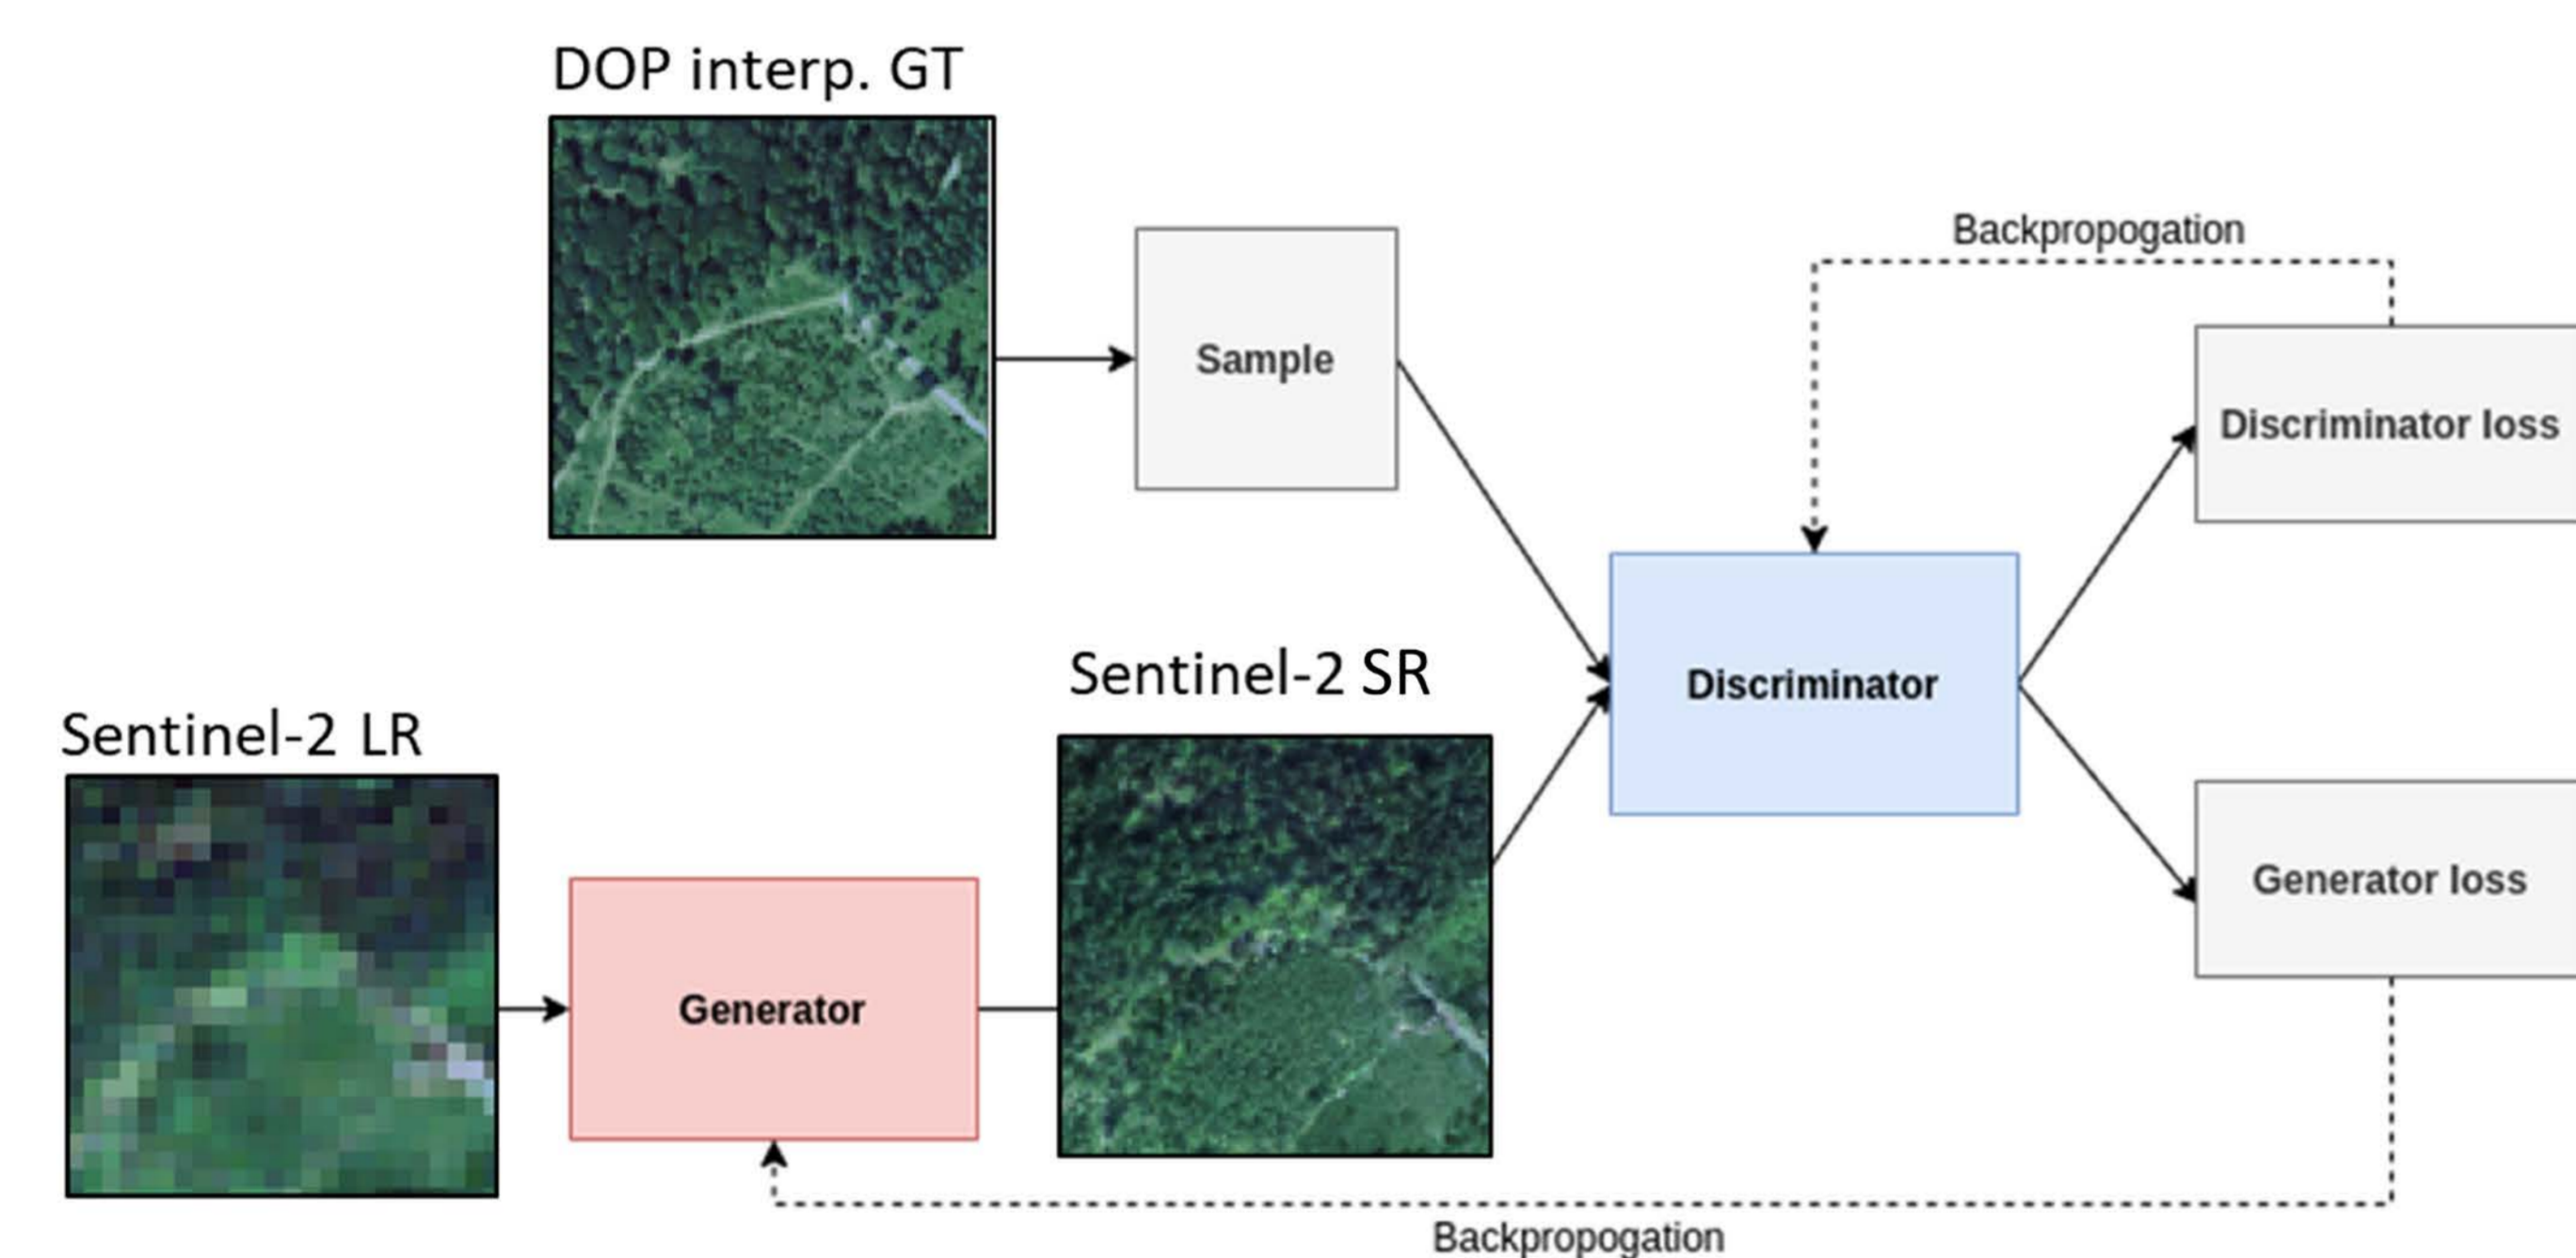 DOP interp. GT
Backpropogation
Sample
Discriminator loss
Sentinel-2 SR
Discriminator
Sentinel-2 LR
Generator loss
Generator
Backpropogation